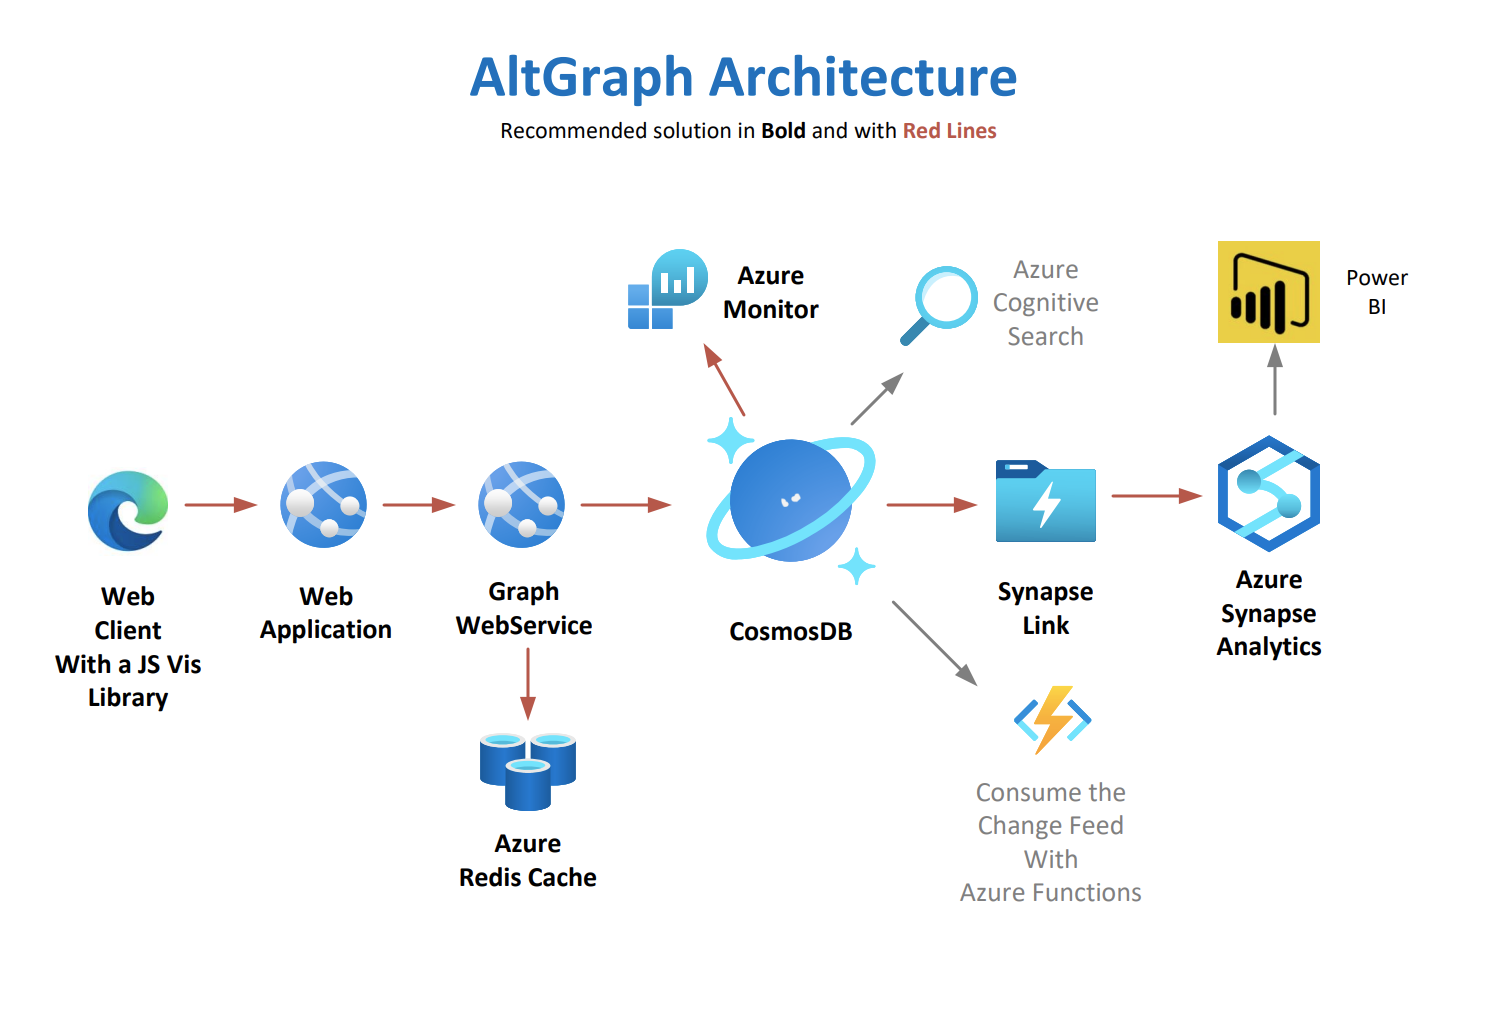 AltGraph Architecture
Recommended solution in Bold and with Red Lines
Azure
Monitor
Azure
Cognitive
Search
Power
BI
Web
Client
With a JS Vis
Library
Web
Application
Graph
WebService
CosmosDB
Synapse
Link
Azure
Synapse
Analytics
Azure
Redis Cache
Consume the
Change Feed
With
Azure Functions